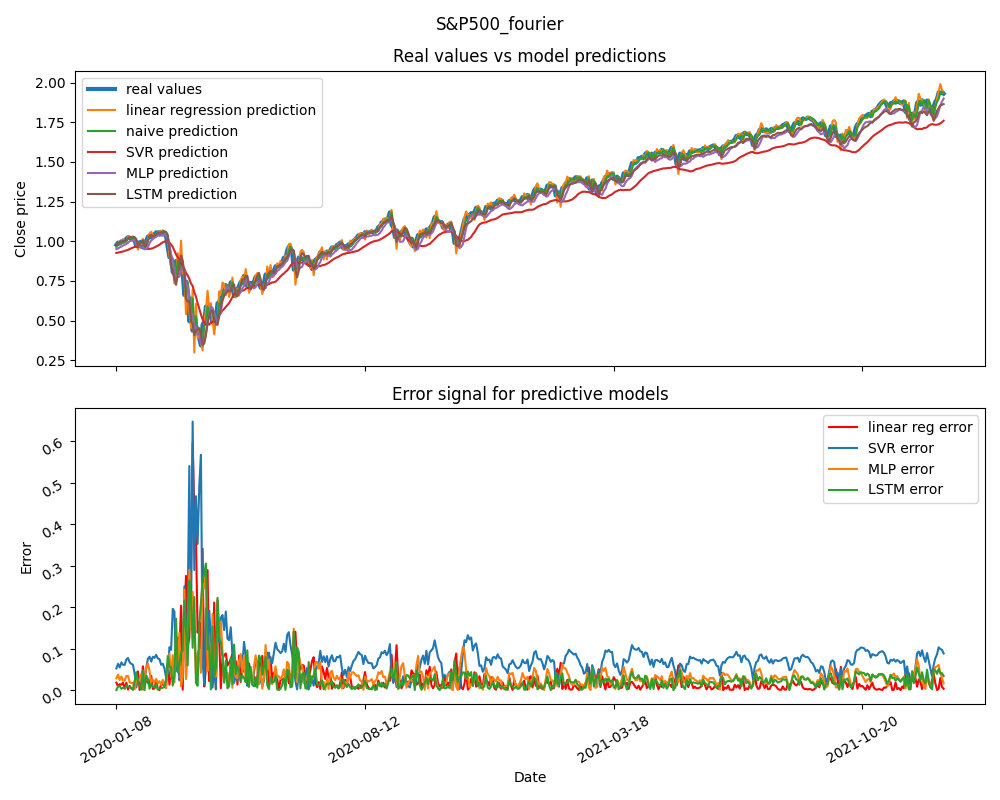 S&P500_fourier
Real values vs model predictions
Close price
2.00
1.75
1.50
1.25
1.00
0.75
0.50
0.25
real values
linear regression prediction
naive prediction
SVR prediction
MLP prediction
LSTM prediction
Error signal for predictive models
Error
0.6
0.5
0.4
0.3
0.2
0.1
0.0
linear reg error
SVR error
MLP error
LSTM error
2020-01-08
2020-08-12
2021-03-18
2021-10-20
Date